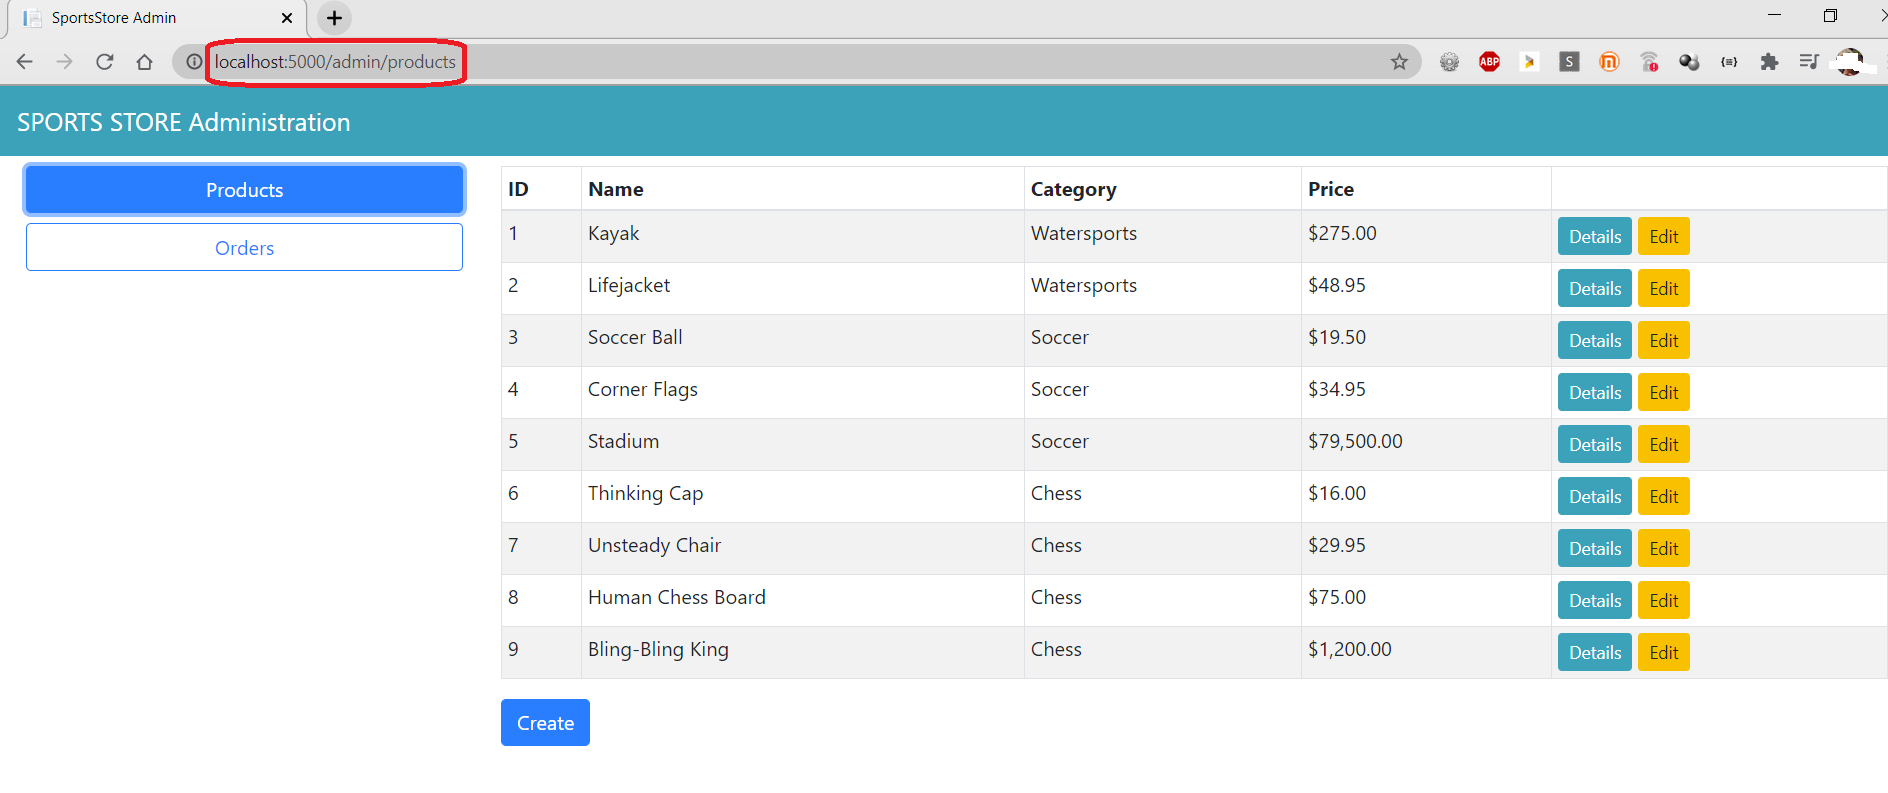 SportsStore Admin
localhost:5000/admin/products
ABP
S
SPORTS STORE Administration
Products
Orders
ID Name Category Price
1 Kayak Watersports $275.00 Details Edit
2 Lifejacket Watersports $48.95 Details Edit
3 Soccer Ball Soccer $19.50 Details Edit
4 Corner Flags Soccer $34.95 Details Edit
5 Stadium Soccer $79,500.00 Details Edit
6 Thinking Cap Chess $16.00 Details Edit
7 Unsteady Chair Chess $29.95 Details Edit
8 Human Chess Board Chess $75.00 Details Edit
9 Bling-Bling King Chess $1,200.00 Details Edit
Create